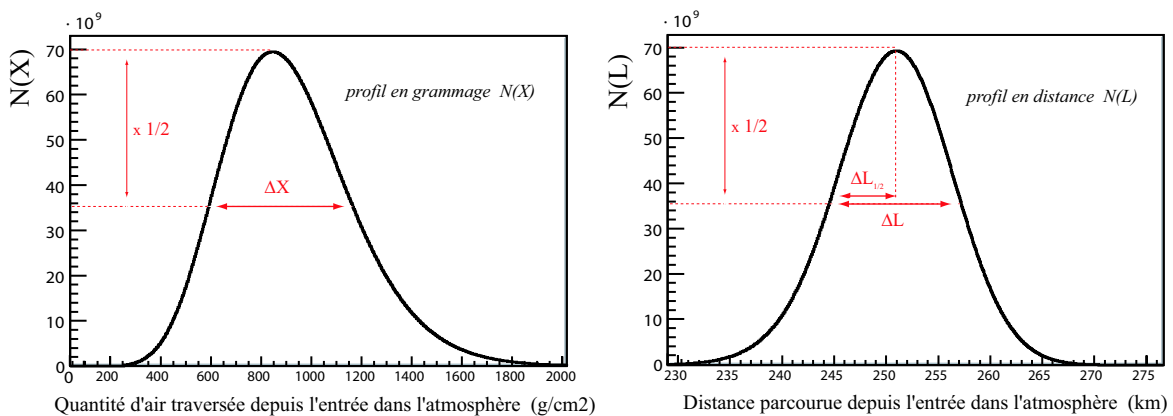 · 10⁹
N(X)
70
60
50
40
30
20
10
0
x 1/2
profil en grammage N(X)
ΔX
0 200 400 600 800 1000 1200 1400 1600 1800 2000
Quantité d'air traversée depuis l'entrée dans l'atmosphère (g/cm2)
· 10⁹
N(L)
70
60
50
40
30
20
10
0
x 1/2
profil en distance N(L)
ΔL1/2
ΔL
230 235 240 245 250 255 260 265 270 275
Distance parcourue depuis l'entrée dans l'atmosphère (km)